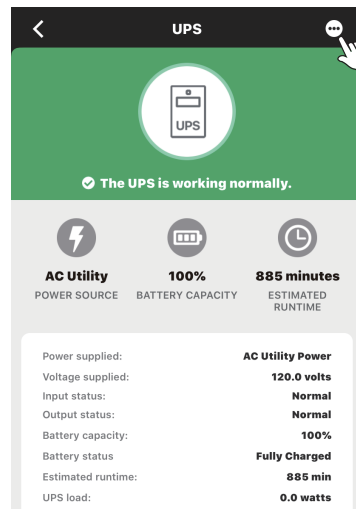 UPS
UPS
The UPS is working normally.
AC Utility
POWER SOURCE
100%
BATTERY CAPACITY
885 minutes
ESTIMATED
RUNTIME
Power supplied: AC Utility Power
Voltage supplied: 120.0 volts
Input status: Normal
Output status: Normal
Battery capacity: 100%
Battery status Fully Charged
Estimated runtime: 885 min
UPS load: 0.0 watts